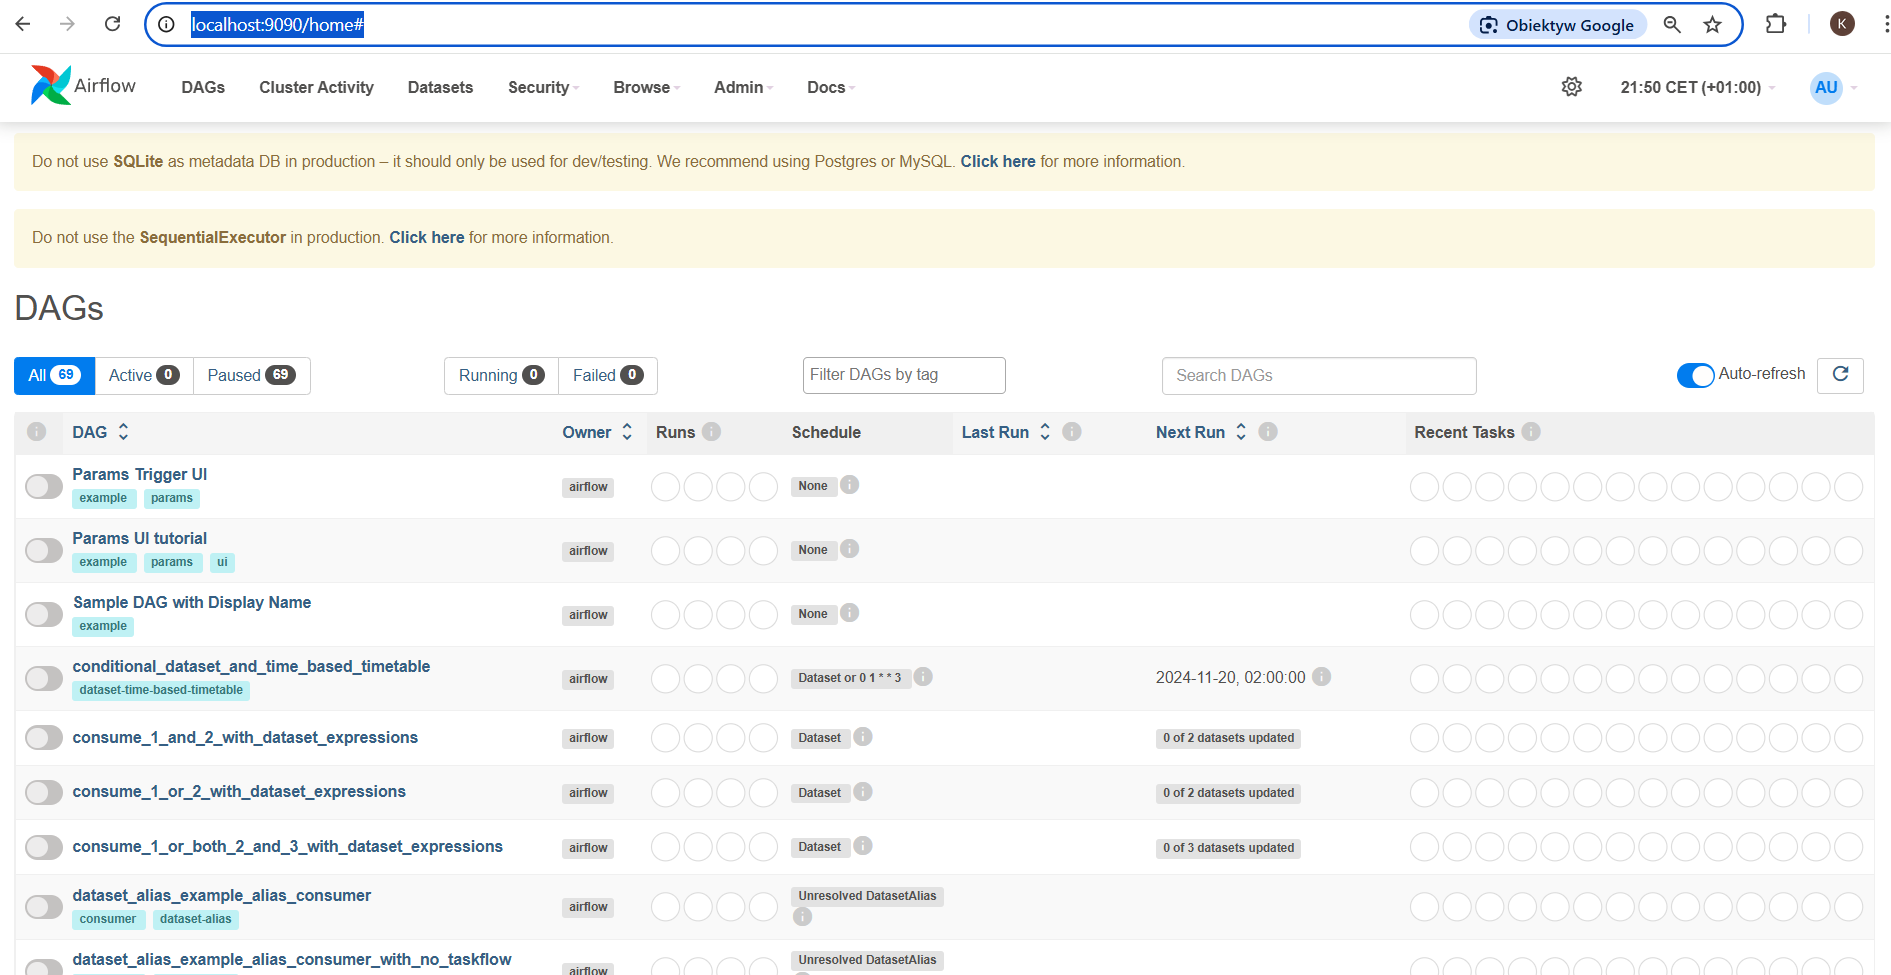 localhost:9090/home#
Obiektyw Google
K
Airflow
DAGs
Cluster Activity
Datasets
Security
Browse
Admin
Docs
21:50 CET (+01:00)
AU
Do not use SQLite as metadata DB in production – it should only be used for dev/testing. We recommend using Postgres or MySQL. Click here for more information.
Do not use the SequentialExecutor in production. Click here for more information.
DAGs
All 69
Active 0
Paused 69
Running 0
Failed 0
Filter DAGs by tag
Search DAGs
Auto-refresh
DAG
Owner
Runs
Schedule
Last Run
Next Run
Recent Tasks
Params Trigger UI
example params
airflow
None
Params UI tutorial
example params ui
airflow
None
Sample DAG with Display Name
example
airflow
None
conditional_dataset_and_time_based_timetable
dataset-time-based-timetable
airflow
Dataset or 0 1 * * 3
2024-11-20, 02:00:00
consume_1_and_2_with_dataset_expressions
airflow
Dataset
0 of 2 datasets updated
consume_1_or_2_with_dataset_expressions
airflow
Dataset
0 of 2 datasets updated
consume_1_or_both_2_and_3_with_dataset_expressions
airflow
Dataset
0 of 3 datasets updated
dataset_alias_example_alias_consumer
consumer dataset-alias
airflow
Unresolved DatasetAlias
dataset_alias_example_alias_consumer_with_no_taskflow
airflow
Unresolved DatasetAlias